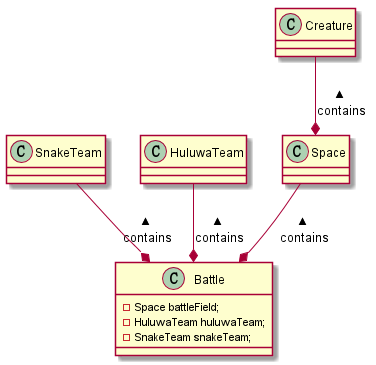 C Creature
▲
contains
C SnakeTeam
C HuluwaTeam
C Space
▲
contains
▲
contains
▲
contains
C Battle
Space battleField;
HuluwaTeam huluwaTeam;
SnakeTeam snakeTeam;